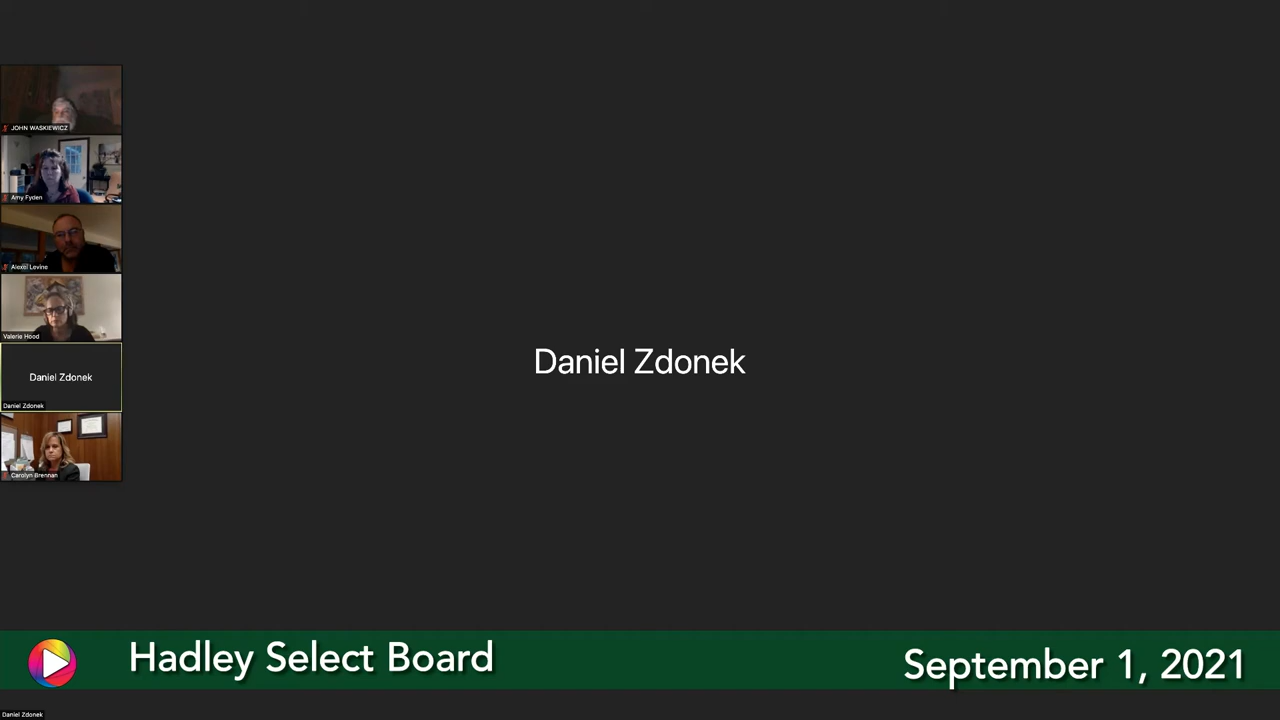 JOHN WASKIEWICZ
Amy Fyden
Alexei Levine
Valerie Hood
Daniel Zdonek
Daniel Zdonek
Carolyn Brennan
Daniel Zdonek
Hadley Select Board
September 1, 2021
Daniel Zdonek